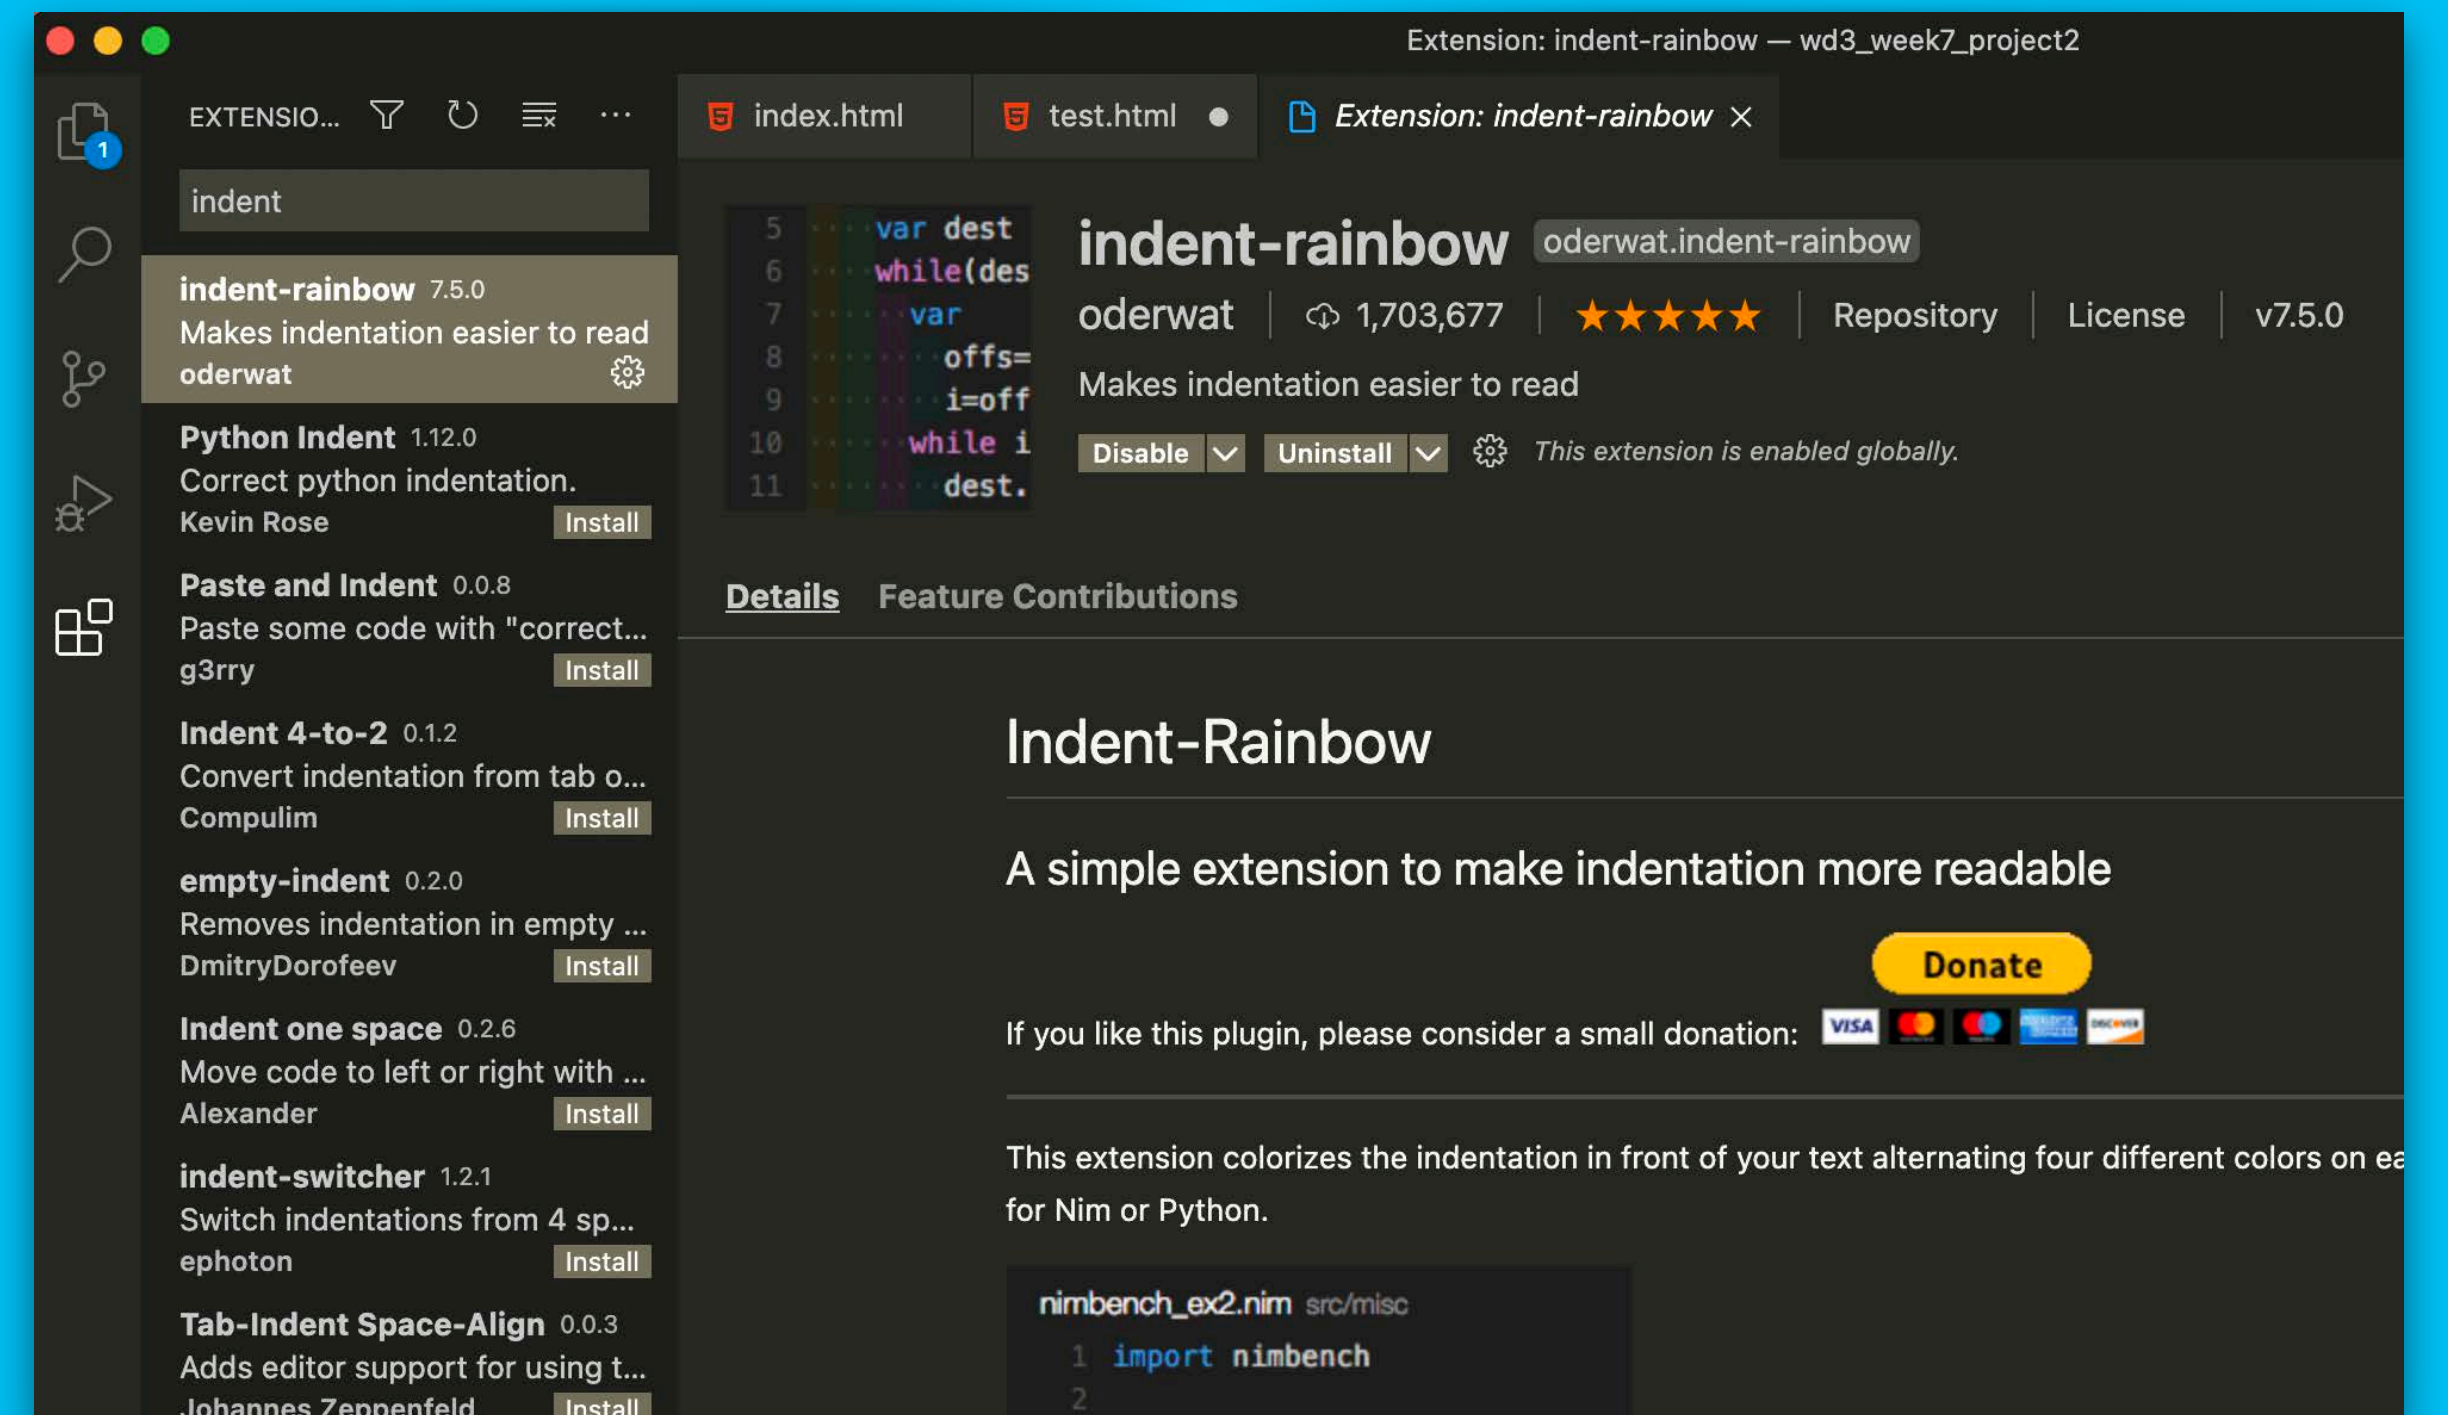 Extension: indent-rainbow — wd3_week7_project2
EXTENSIO... ···
index.html
test.html
Extension: indent-rainbow
1
indent
indent-rainbow 7.5.0
Makes indentation easier to read
oderwat
Python Indent 1.12.0
Correct python indentation.
Kevin Rose Install
Paste and Indent 0.0.8
Paste some code with "correct...
g3rry Install
Indent 4-to-2 0.1.2
Convert indentation from tab o...
Compulim Install
empty-indent 0.2.0
Removes indentation in empty ...
DmitryDorofeev Install
Indent one space 0.2.6
Move code to left or right with ...
Alexander Install
indent-switcher 1.2.1
Switch indentations from 4 sp...
ephoton Install
Tab-Indent Space-Align 0.0.3
Adds editor support for using t...
Johannes Zeppenfeld Install
5 var dest
6 while(des
7 var
8 offs=
9 i=off
10 while i
11 dest.
indent-rainbow oderwat.indent-rainbow
oderwat 1,703,677 ★★★★★ Repository License v7.5.0
Makes indentation easier to read
Disable Uninstall This extension is enabled globally.
Details Feature Contributions
Indent-Rainbow
A simple extension to make indentation more readable
Donate
If you like this plugin, please consider a small donation: VISA DISCOVER
This extension colorizes the indentation in front of your text alternating four different colors on ea
for Nim or Python.
nimbench_ex2.nim src/misc
1 import nimbench
2